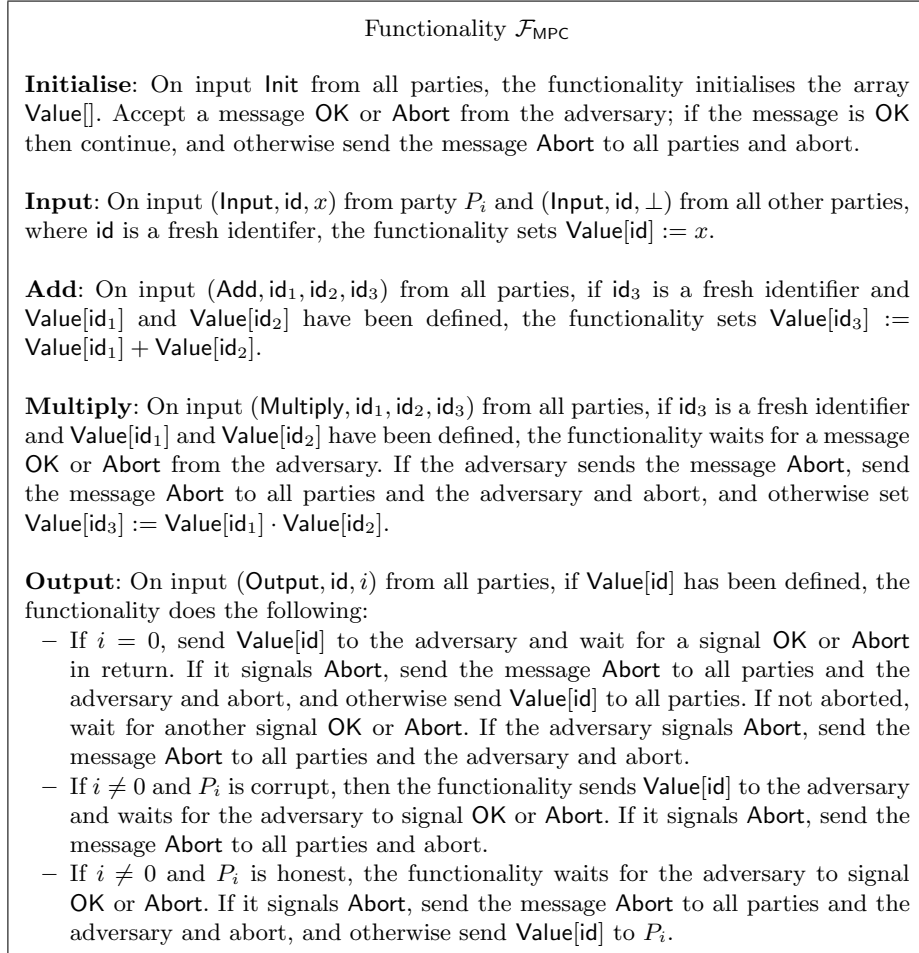 Functionality F_MPC
Initialise: On input Init from all parties, the functionality initialises the array
Value[]. Accept a message OK or Abort from the adversary; if the message is OK
then continue, and otherwise send the message Abort to all parties and abort.
Input: On input (Input, id, x) from party P_i and (Input, id, ⊥) from all other parties,
where id is a fresh identifer, the functionality sets Value[id] := x.
Add: On input (Add, id_1, id_2, id_3) from all parties, if id_3 is a fresh identifier and
Value[id_1] and Value[id_2] have been defined, the functionality sets Value[id_3] :=
Value[id_1] + Value[id_2].
Multiply: On input (Multiply, id_1, id_2, id_3) from all parties, if id_3 is a fresh identifier
and Value[id_1] and Value[id_2] have been defined, the functionality waits for a message
OK or Abort from the adversary. If the adversary sends the message Abort, send
the message Abort to all parties and the adversary and abort, and otherwise set
Value[id_3] := Value[id_1] · Value[id_2].
Output: On input (Output, id, i) from all parties, if Value[id] has been defined, the
functionality does the following:
– If i = 0, send Value[id] to the adversary and wait for a signal OK or Abort
in return. If it signals Abort, send the message Abort to all parties and the
adversary and abort, and otherwise send Value[id] to all parties. If not aborted,
wait for another signal OK or Abort. If the adversary signals Abort, send the
message Abort to all parties and the adversary and abort.
– If i ≠ 0 and P_i is corrupt, then the functionality sends Value[id] to the adversary
and waits for the adversary to signal OK or Abort. If it signals Abort, send the
message Abort to all parties and abort.
– If i ≠ 0 and P_i is honest, the functionality waits for the adversary to signal
OK or Abort. If it signals Abort, send the message Abort to all parties and the
adversary and abort, and otherwise send Value[id] to P_i.